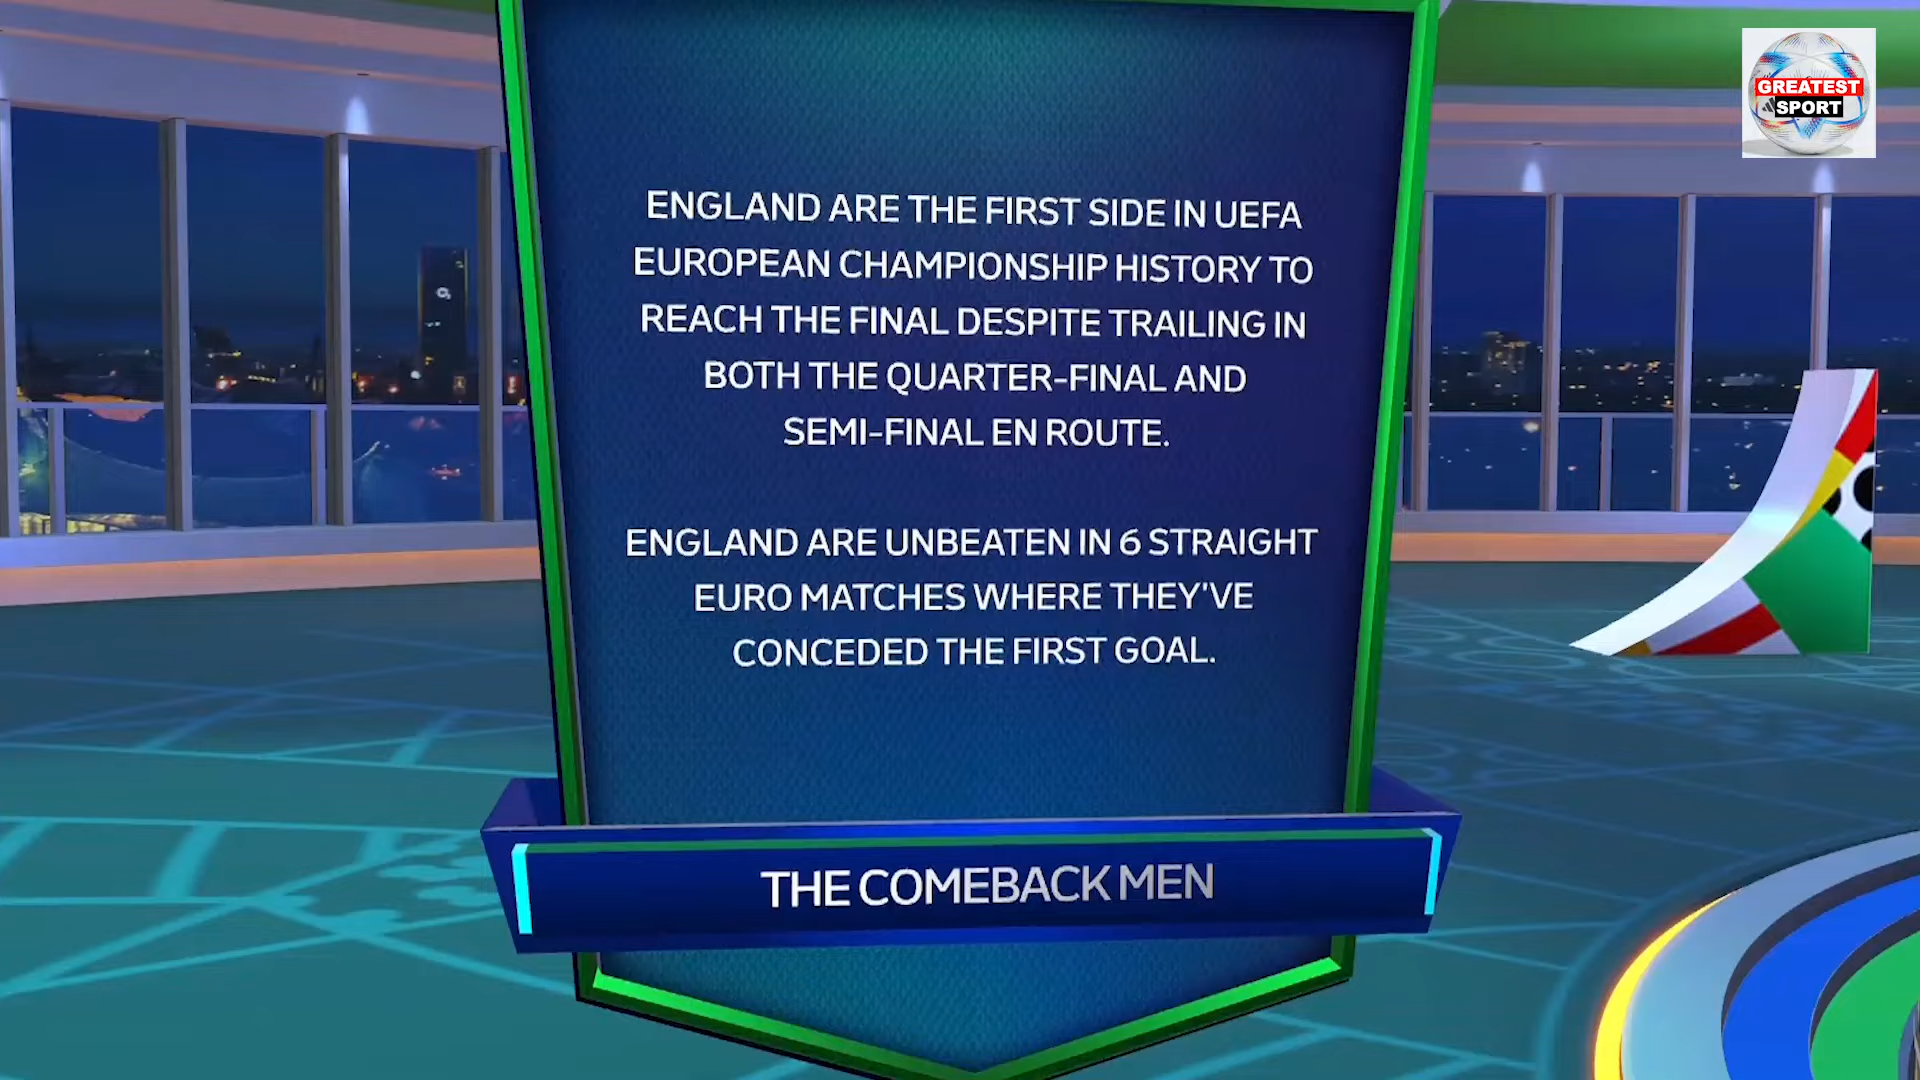 GREATEST
SPORT
ENGLAND ARE THE FIRST SIDE IN UEFA
EUROPEAN CHAMPIONSHIP HISTORY TO
REACH THE FINAL DESPITE TRAILING IN
BOTH THE QUARTER-FINAL AND
SEMI-FINAL EN ROUTE.
ENGLAND ARE UNBEATEN IN 6 STRAIGHT
EURO MATCHES WHERE THEY'VE
CONCEDED THE FIRST GOAL.
THE COMEBACK MEN